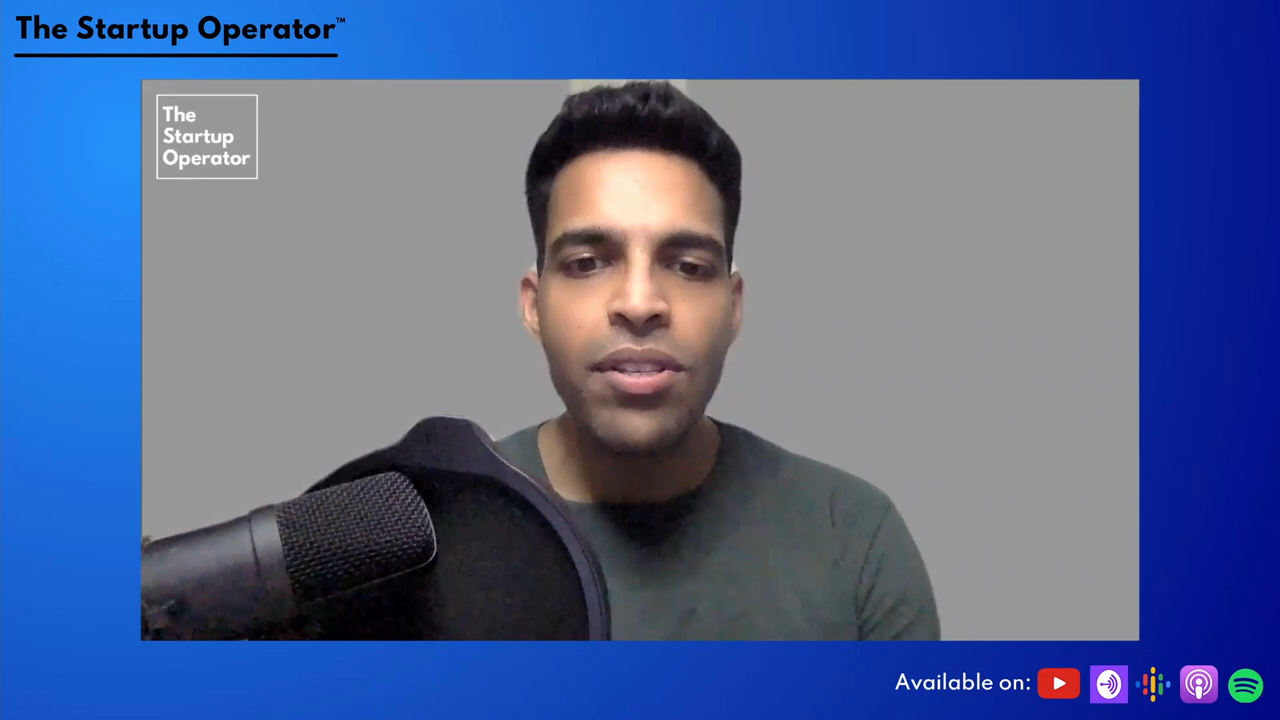 The Startup Operator™
The
Startup
Operator
Available on: